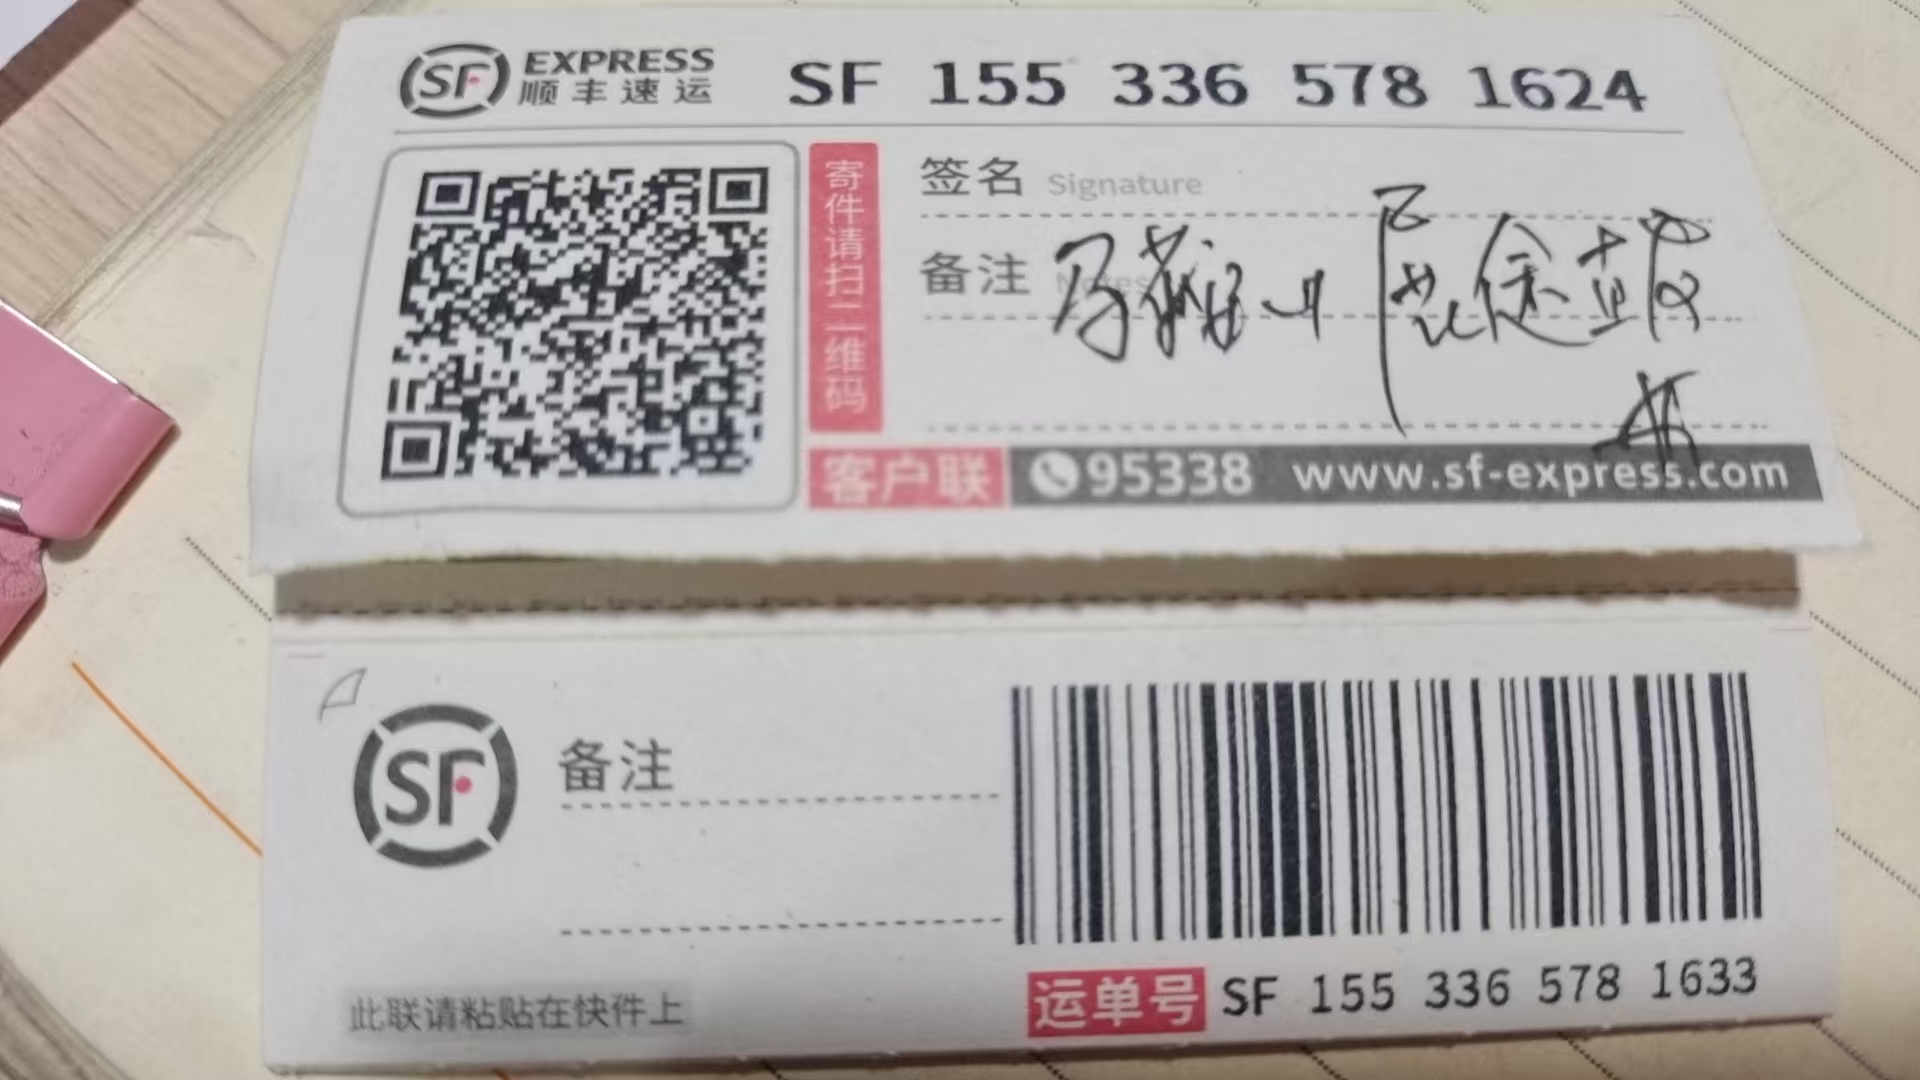 SF EXPRESS
顺丰速运
SF 155 336 578 1624
寄件请扫二维码
签名 Signature
备注 Notes
客户联 95338 www.sf-express.com
SF
备注
此联请粘贴在快件上
运单号 SF 155 336 578 1633